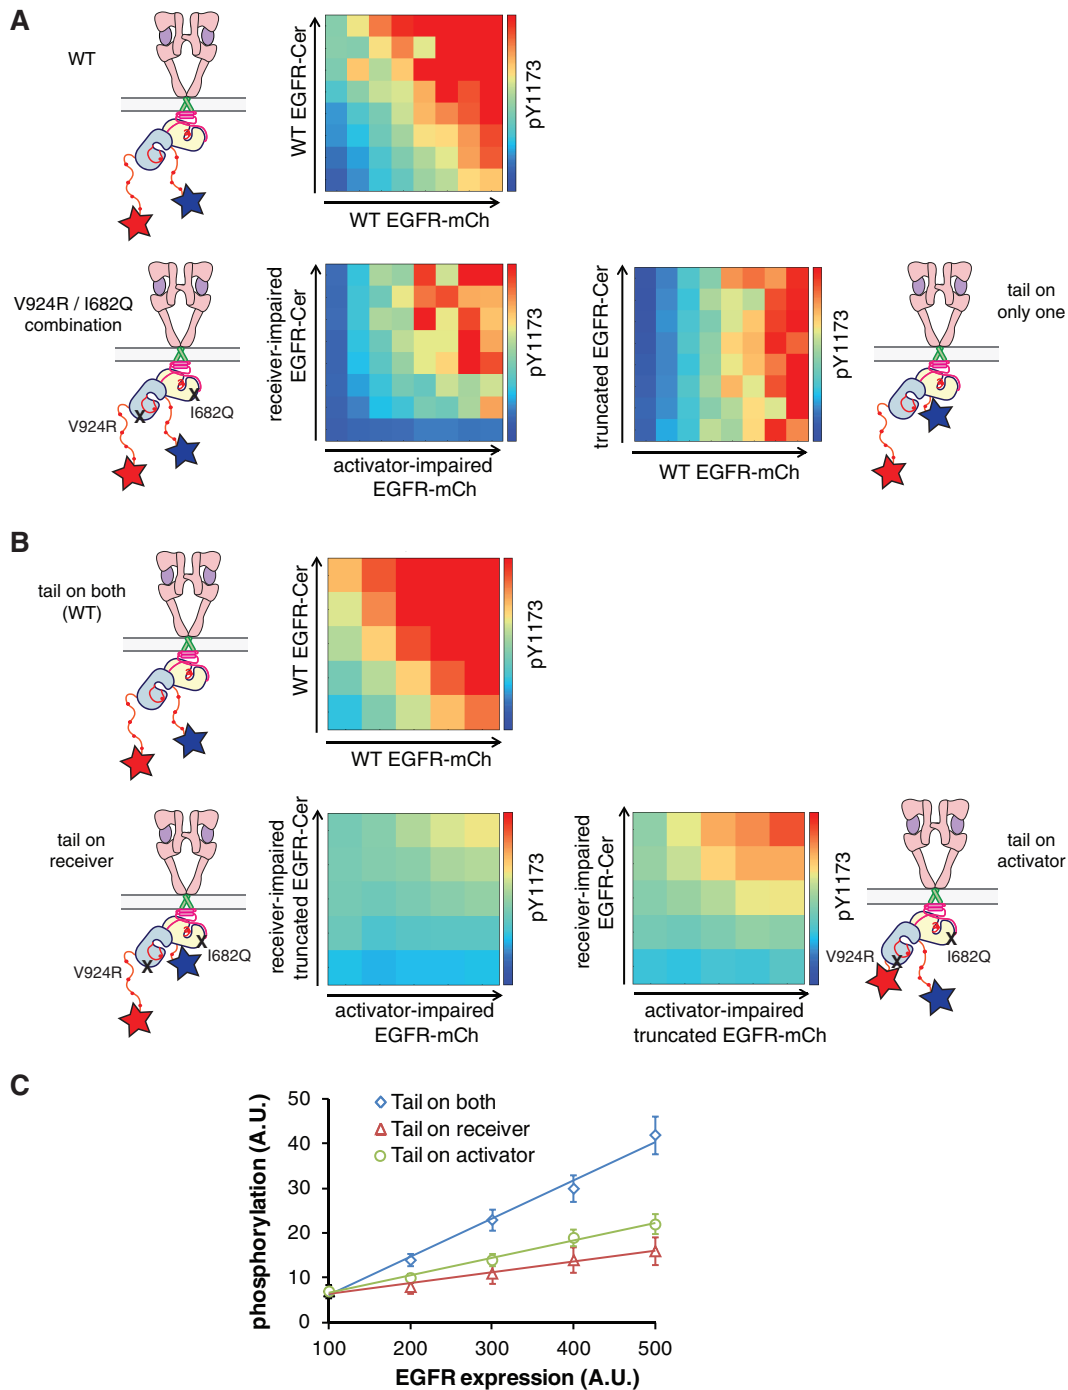 A
WT
WT EGFR-Cer
WT EGFR-mCh
pY1173
V924R / I682Q
combination
V924R
I682Q
X
X
receiver-impaired
EGFR-Cer
activator-impaired
EGFR-mCh
pY1173
truncated EGFR-Cer
WT EGFR-mCh
pY1173
tail on
only one
B
tail on both
(WT)
WT EGFR-Cer
WT EGFR-mCh
pY1173
tail on
receiver
V924R
I682Q
X
X
receiver-impaired
truncated EGFR-Cer
activator-impaired
EGFR-mCh
pY1173
receiver-impaired
EGFR-Cer
activator-impaired
truncated EGFR-mCh
pY1173
tail on
activator
V924R
I682Q
X
X
C
phosphorylation (A.U.)
50
40
30
20
10
0
Tail on both
Tail on receiver
Tail on activator
100 200 300 400 500
EGFR expression (A.U.)